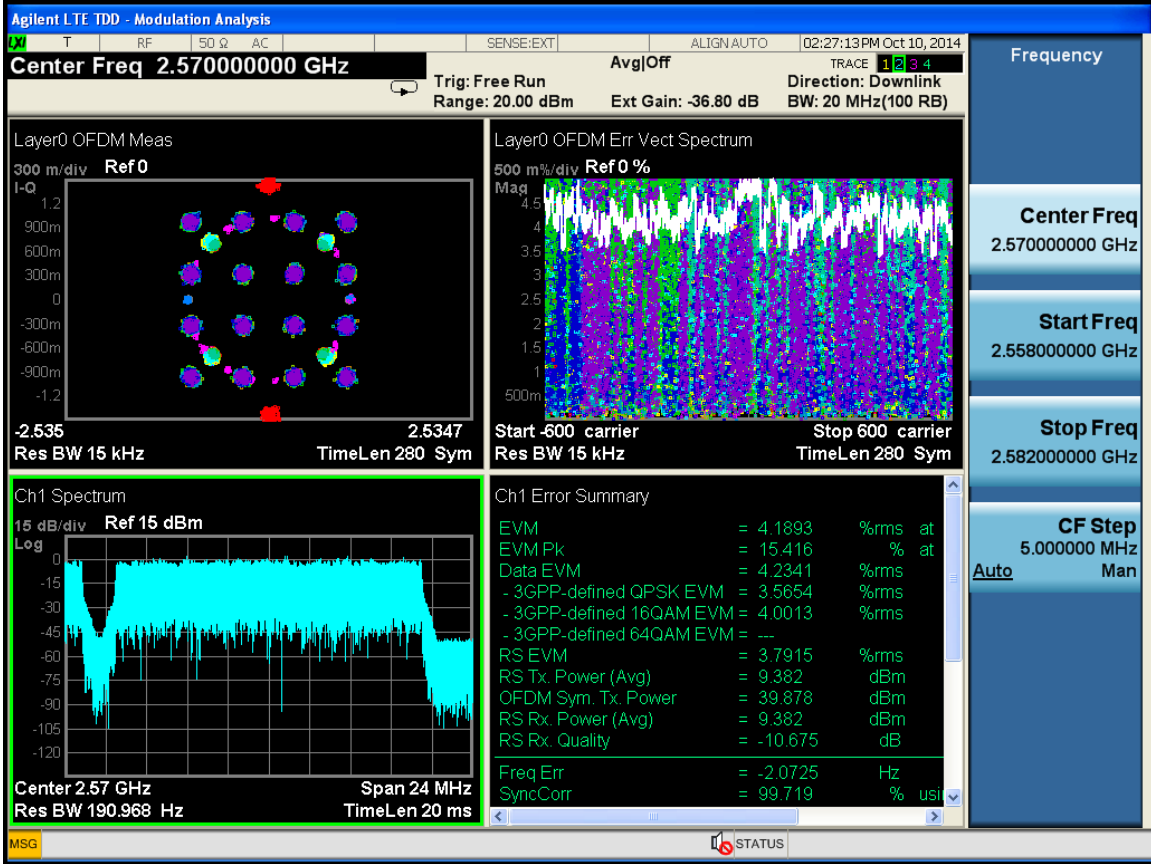 Agilent LTE TDD - Modulation Analysis
LXI T RF 50 Ω AC SENSE:EXT ALIGN AUTO 02:27:13 PM Oct 10, 2014
Center Freq 2.570000000 GHz
Trig: Free Run
Range: 20.00 dBm
Avg|Off
Ext Gain: -36.80 dB
TRACE 1 2 3 4
Direction: Downlink
BW: 20 MHz(100 RB)
Layer0 OFDM Meas
300 m/div Ref 0
I-Q
1.2
900m
600m
300m
0
-300m
-600m
-900m
-1.2
-2.535 2.5347
Res BW 15 kHz TimeLen 280 Sym
Layer0 OFDM Err Vect Spectrum
500 m%/div Ref 0 %
Mag
4.5
4
3.5
3
2.5
2
1.5
1
500m
Start -600 carrier Stop 600 carrier
Res BW 15 kHz TimeLen 280 Sym
Ch1 Spectrum
15 dB/div Ref 15 dBm
Log
0
-15
-30
-45
-60
-75
-90
-105
-120
Center 2.57 GHz Span 24 MHz
Res BW 190.968 Hz TimeLen 20 ms
Ch1 Error Summary
EVM = 4.1893 %rms at
EVM Pk = 15.416 % at
Data EVM = 4.2341 %rms
- 3GPP-defined QPSK EVM = 3.5654 %rms
- 3GPP-defined 16QAM EVM = 4.0013 %rms
- 3GPP-defined 64QAM EVM = ---
RS EVM = 3.7915 %rms
RS Tx. Power (Avg) = 9.382 dBm
OFDM Sym. Tx. Power = 39.878 dBm
RS Rx. Power (Avg) = 9.382 dBm
RS Rx. Quality = -10.675 dB
Freq Err = -2.0725 Hz
SyncCorr = 99.719 % usi
Frequency
Center Freq
2.570000000 GHz
Start Freq
2.558000000 GHz
Stop Freq
2.582000000 GHz
CF Step
5.000000 MHz
Auto Man
MSG STATUS